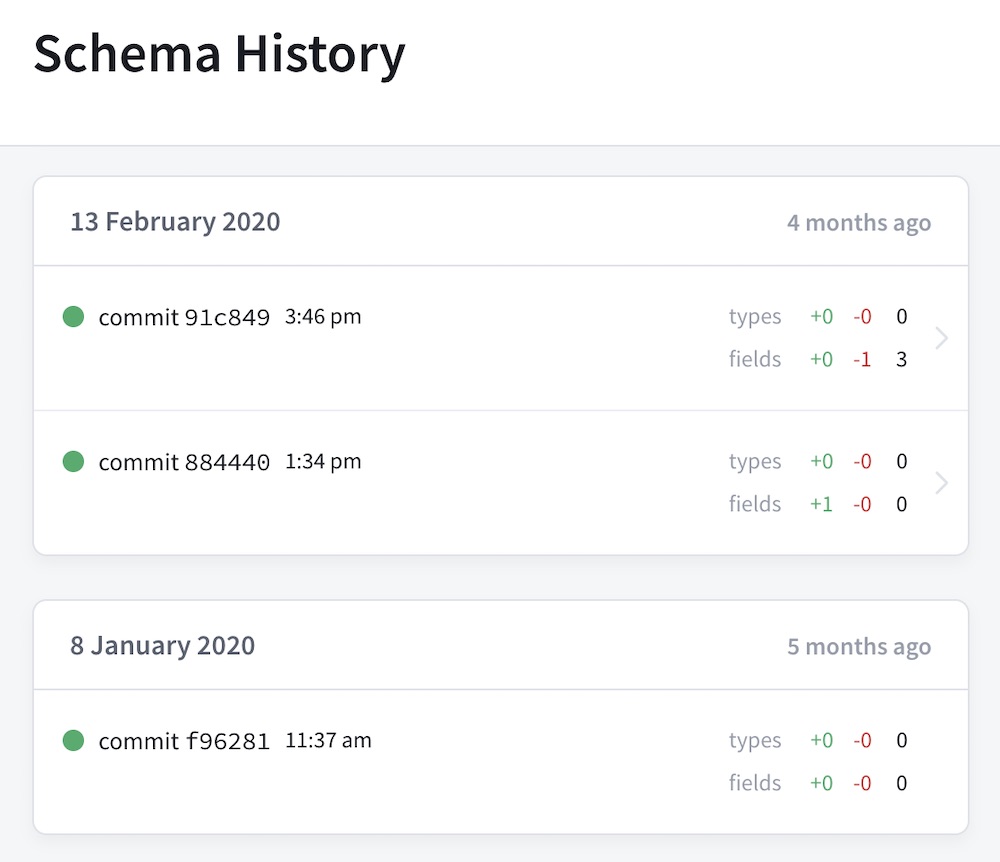 Schema History
13 February 2020 4 months ago
commit 91c849 3:46 pm types +0 -0 0
fields +0 -1 3
commit 884440 1:34 pm types +0 -0 0
fields +1 -0 0
8 January 2020 5 months ago
commit f96281 11:37 am types +0 -0 0
fields +0 -0 0